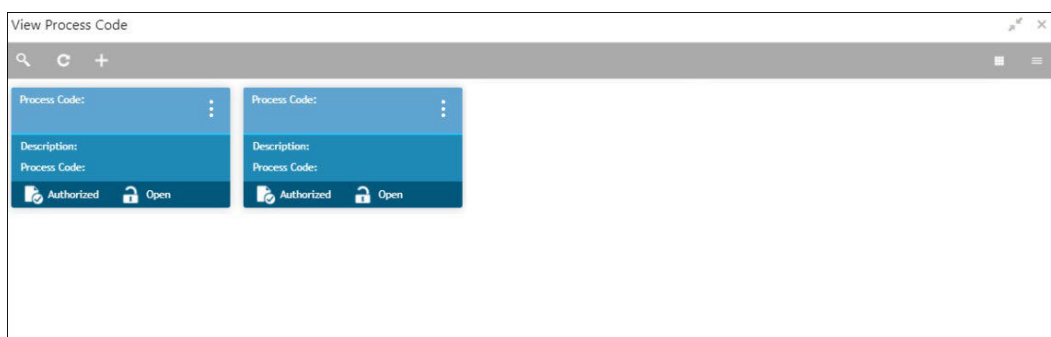 View Process Code
Process Code:
Process Code:
Description:
Description:
Process Code:
Process Code:
Authorized Open
Authorized Open